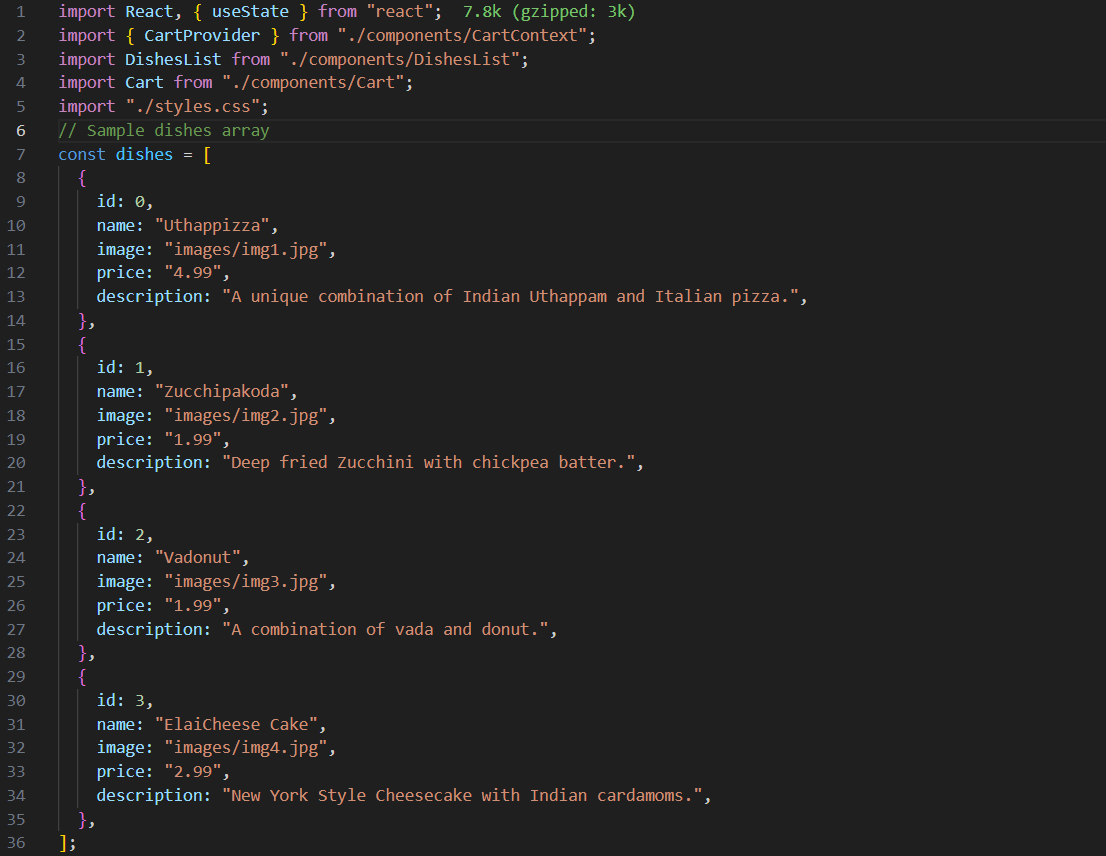 1 import React, { useState } from "react";  7.8k (gzipped: 3k)
2 import { CartProvider } from "./components/CartContext";
3 import DishesList from "./components/DishesList";
4 import Cart from "./components/Cart";
5 import "./styles.css";
6 // Sample dishes array
7 const dishes = [
8   {
9     id: 0,
10     name: "Uthappizza",
11     image: "images/img1.jpg",
12     price: "4.99",
13     description: "A unique combination of Indian Uthappam and Italian pizza.",
14   },
15   {
16     id: 1,
17     name: "Zucchipakoda",
18     image: "images/img2.jpg",
19     price: "1.99",
20     description: "Deep fried Zucchini with chickpea batter.",
21   },
22   {
23     id: 2,
24     name: "Vadonut",
25     image: "images/img3.jpg",
26     price: "1.99",
27     description: "A combination of vada and donut.",
28   },
29   {
30     id: 3,
31     name: "ElaiCheese Cake",
32     image: "images/img4.jpg",
33     price: "2.99",
34     description: "New York Style Cheesecake with Indian cardamoms.",
35   },
36 ];